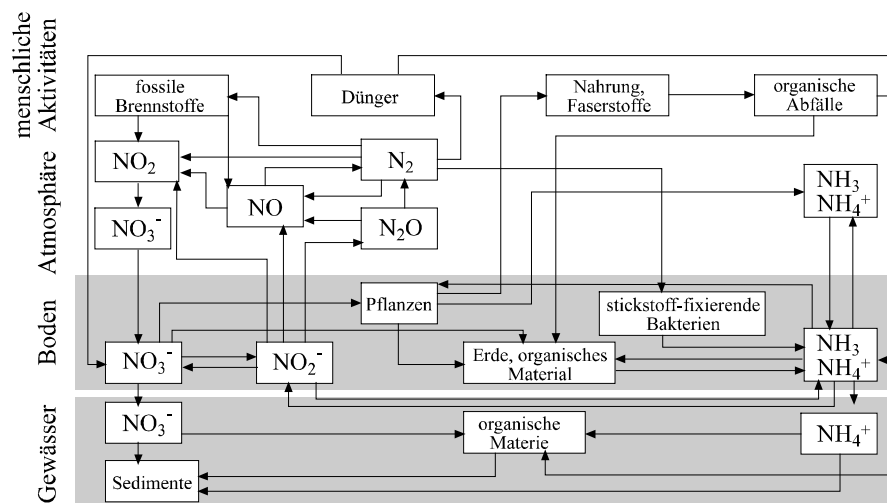 menschliche
Aktivitäten
fossile
Brennstoffe
Dünger
Nahrung,
Faserstoffe
organische
Abfälle
Atmosphäre
NO₂
N₂
NH₃
NH₄⁺
NO₃⁻
NO
N₂O
Boden
Pflanzen
stickstoff-fixierende
Bakterien
NO₃⁻
NO₂⁻
Erde, organisches
Material
NH₃
NH₄⁺
Gewässer
NO₃⁻
organische
Materie
NH₄⁺
Sedimente